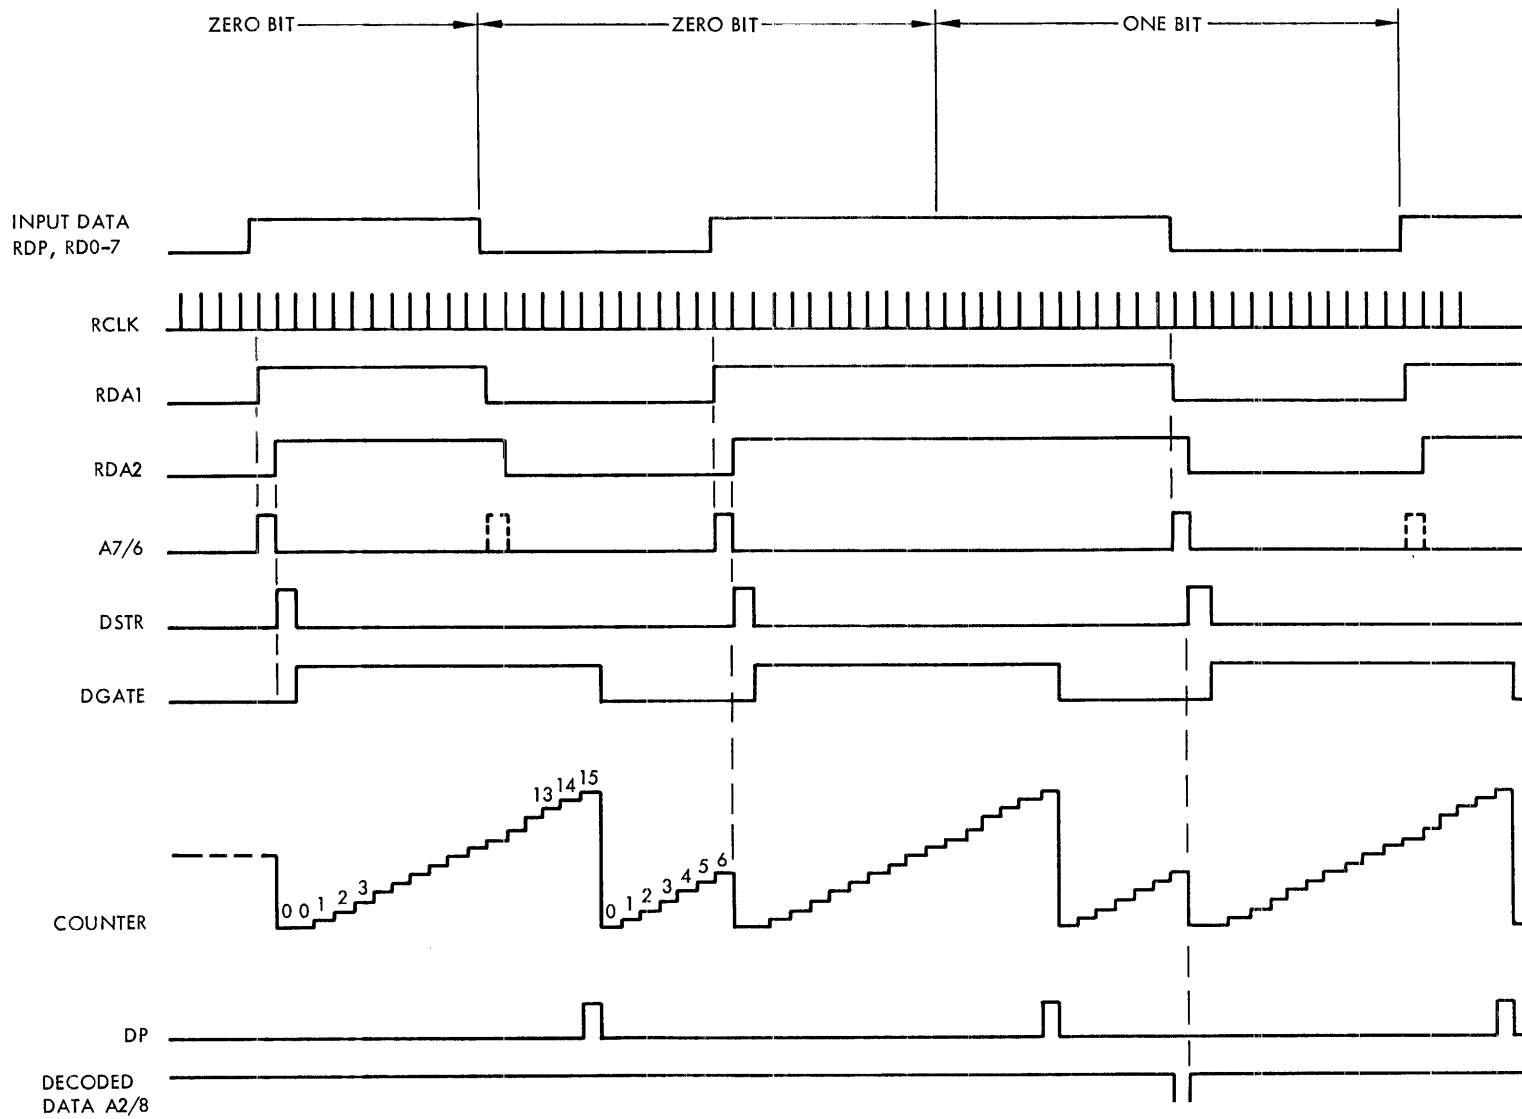 ZERO BIT
ZERO BIT
ONE BIT
INPUT DATA
RDP, RD0-7
RCLK
RDA1
RDA2
A7/6
DSTR
DGATE
COUNTER
0 0 1 2 3 13 14 15
0 1 2 3 4 5 6
DP
DECODED
DATA A2/8